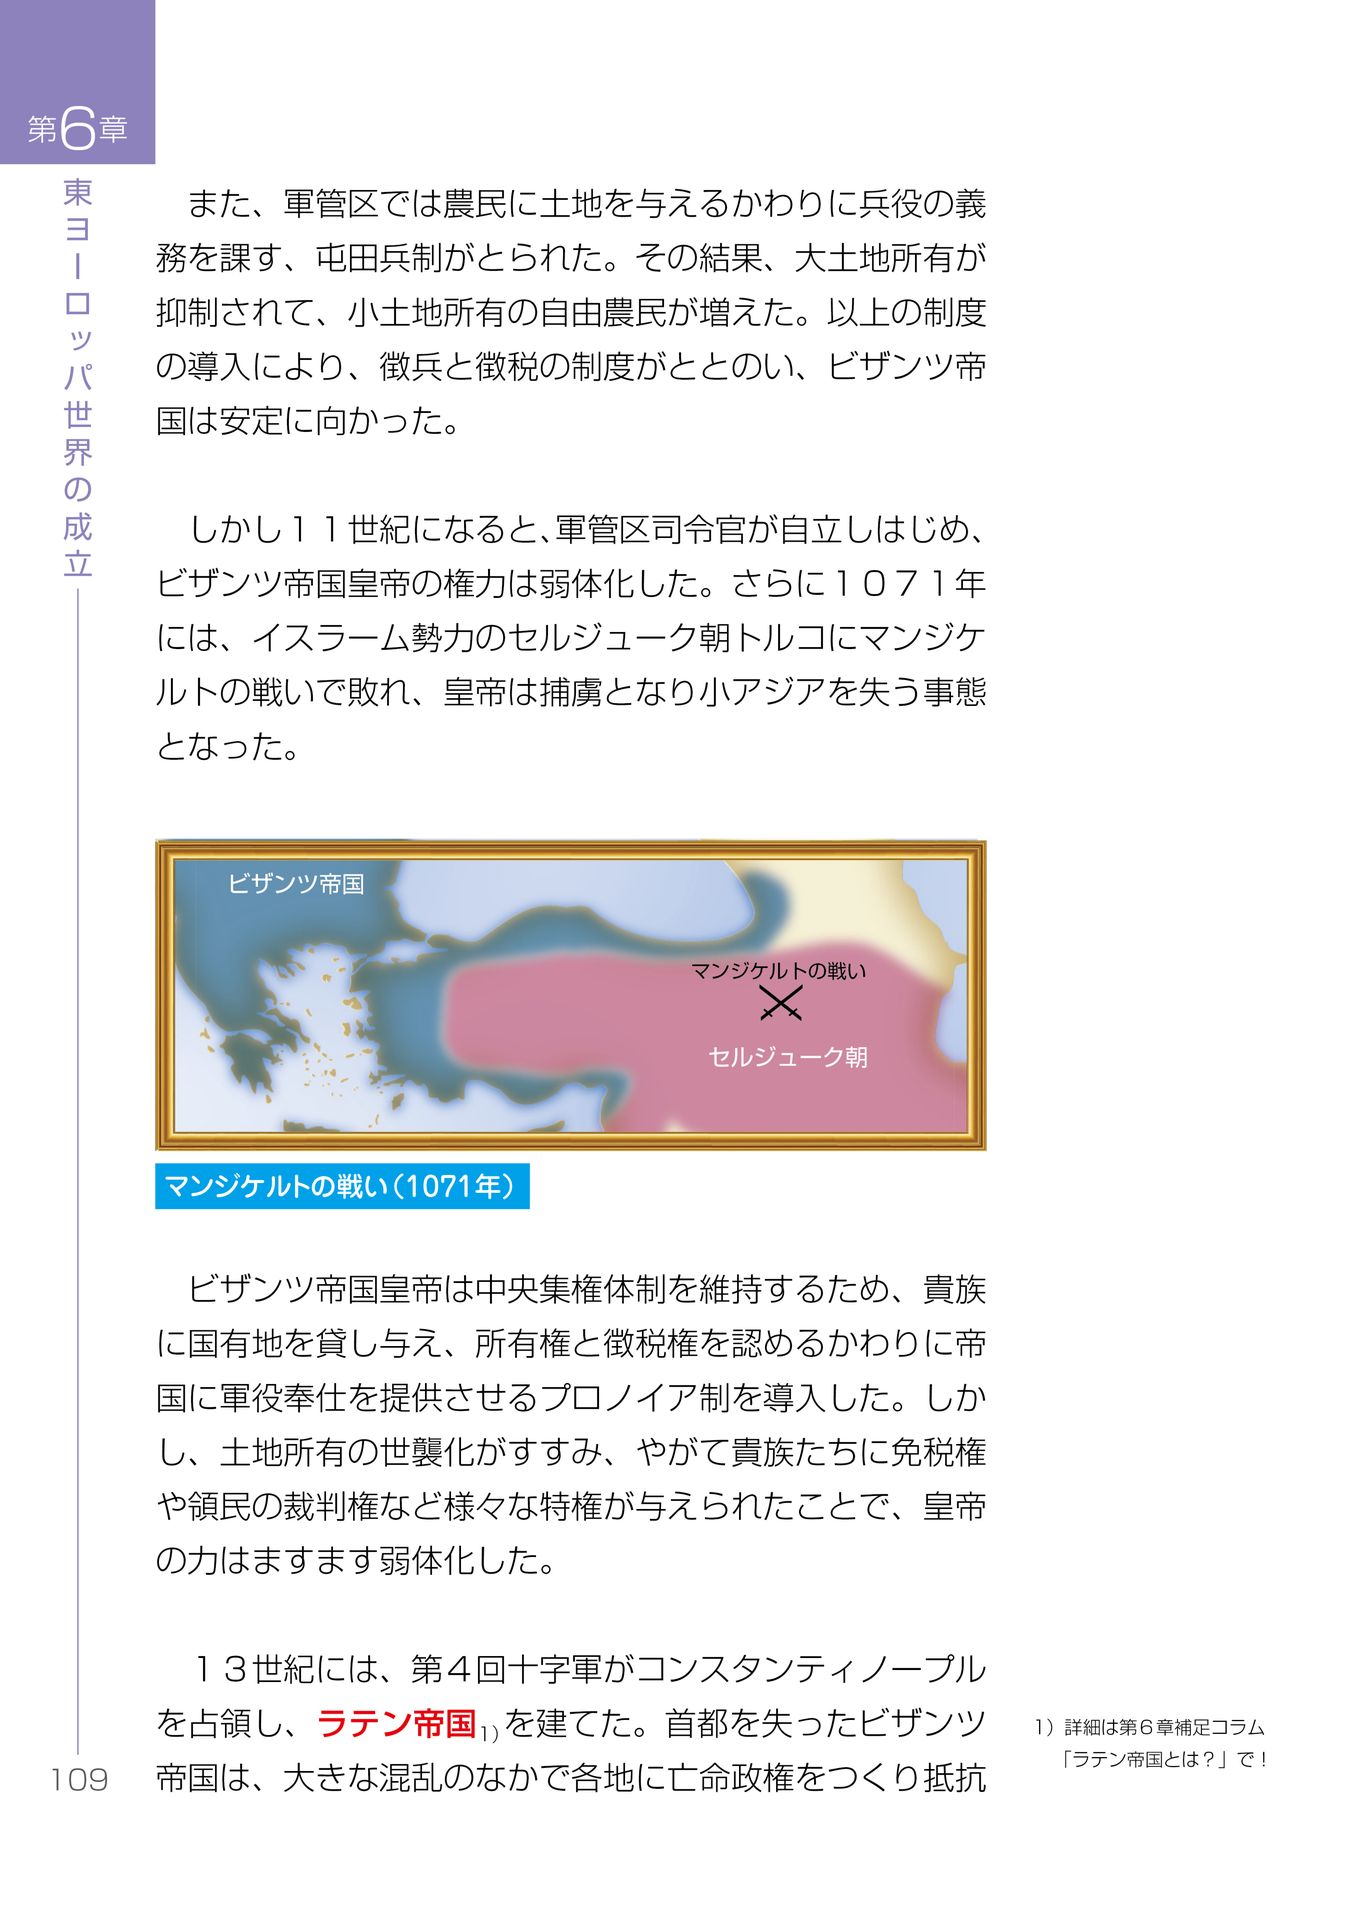 第6章
東ヨーロッパ世界の成立
　また、軍管区では農民に土地を与えるかわりに兵役の義
務を課す、屯田兵制がとられた。その結果、大土地所有が
抑制されて、小土地所有の自由農民が増えた。以上の制度
の導入により、徴兵と徴税の制度がととのい、ビザンツ帝
国は安定に向かった。
　しかし１１世紀になると、軍管区司令官が自立しはじめ、
ビザンツ帝国皇帝の権力は弱体化した。さらに１０７１年
には、イスラーム勢力のセルジューク朝トルコにマンジケ
ルトの戦いで敗れ、皇帝は捕虜となり小アジアを失う事態
となった。
ビザンツ帝国
マンジケルトの戦い
セルジューク朝
マンジケルトの戦い（1071年）
　ビザンツ帝国皇帝は中央集権体制を維持するため、貴族
に国有地を貸し与え、所有権と徴税権を認めるかわりに帝
国に軍役奉仕を提供させるプロノイア制を導入した。しか
し、土地所有の世襲化がすすみ、やがて貴族たちに免税権
や領民の裁判権など様々な特権が与えられたことで、皇帝
の力はますます弱体化した。
　１３世紀には、第４回十字軍がコンスタンティノープル
を占領し、ラテン帝国1)を建てた。首都を失ったビザンツ
帝国は、大きな混乱のなかで各地に亡命政権をつくり抵抗
1）詳細は第６章補足コラム
「ラテン帝国とは？」で！
109